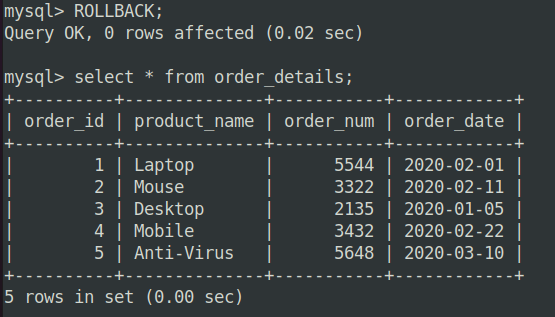 mysql> ROLLBACK;
Query OK, 0 rows affected (0.02 sec)
mysql> select * from order_details;
+----------+--------------+-----------+------------+
| order_id | product_name | order_num | order_date |
+----------+--------------+-----------+------------+
|        1 | Laptop       |      5544 | 2020-02-01 |
|        2 | Mouse        |      3322 | 2020-02-11 |
|        3 | Desktop      |      2135 | 2020-01-05 |
|        4 | Mobile       |      3432 | 2020-02-22 |
|        5 | Anti-Virus   |      5648 | 2020-03-10 |
+----------+--------------+-----------+------------+
5 rows in set (0.00 sec)